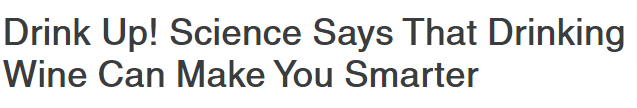 Drink Up! Science Says That Drinking
Wine Can Make You Smarter